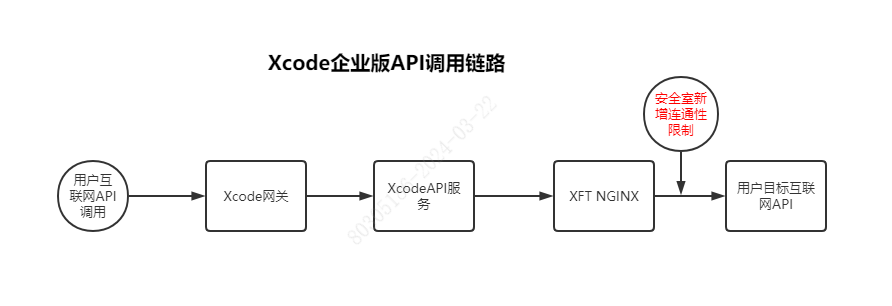 Xcode企业版API调用链路
安全室新
增连通性
限制
用户互
联网API
调用
Xcode网关
XcodeAPI服
务
XFT NGINX
用户目标互联
网API